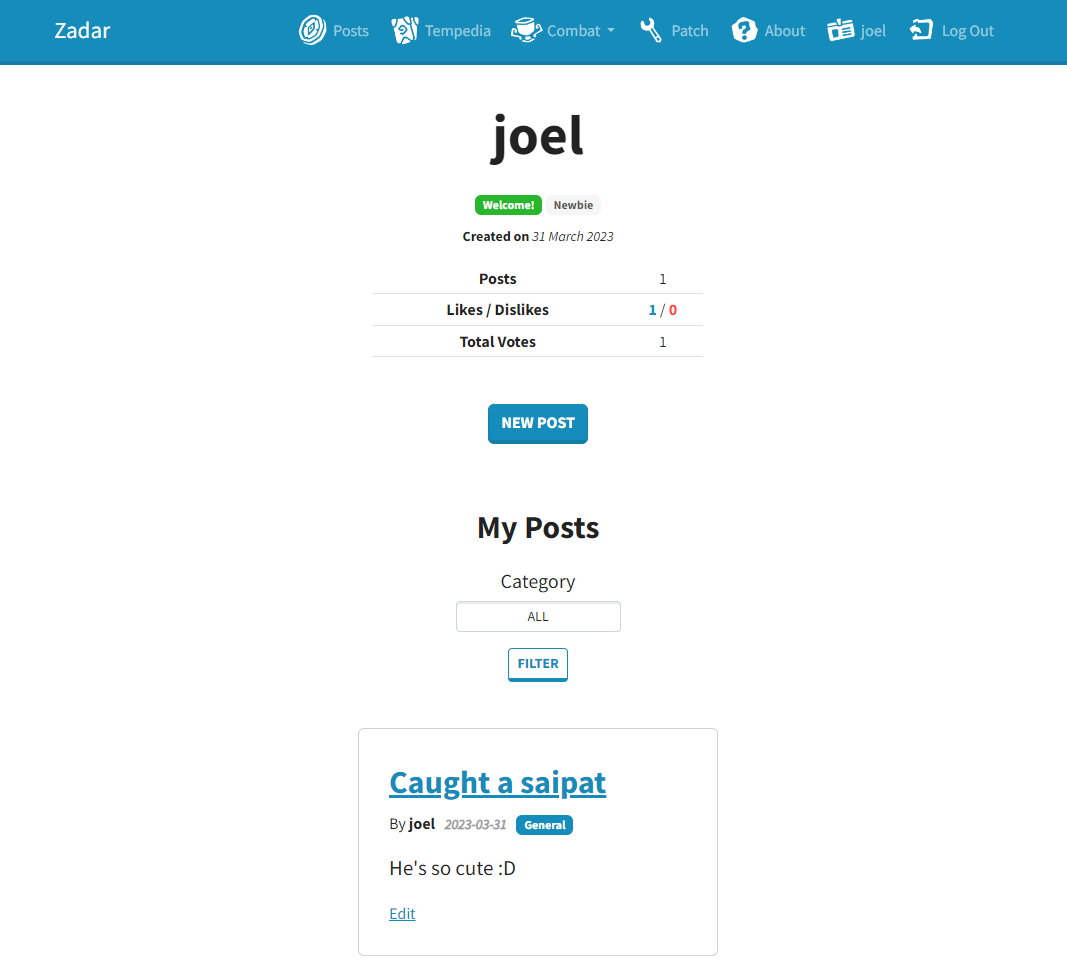 Zadar Posts Tempedia Combat Patch About joel Log Out
joel
Welcome! Newbie
Created on 31 March 2023
Posts 1
Likes / Dislikes 1 / 0
Total Votes 1
NEW POST
My Posts
Category
ALL
FILTER
Caught a saipat
By joel 2023-03-31 General
He's so cute :D
Edit